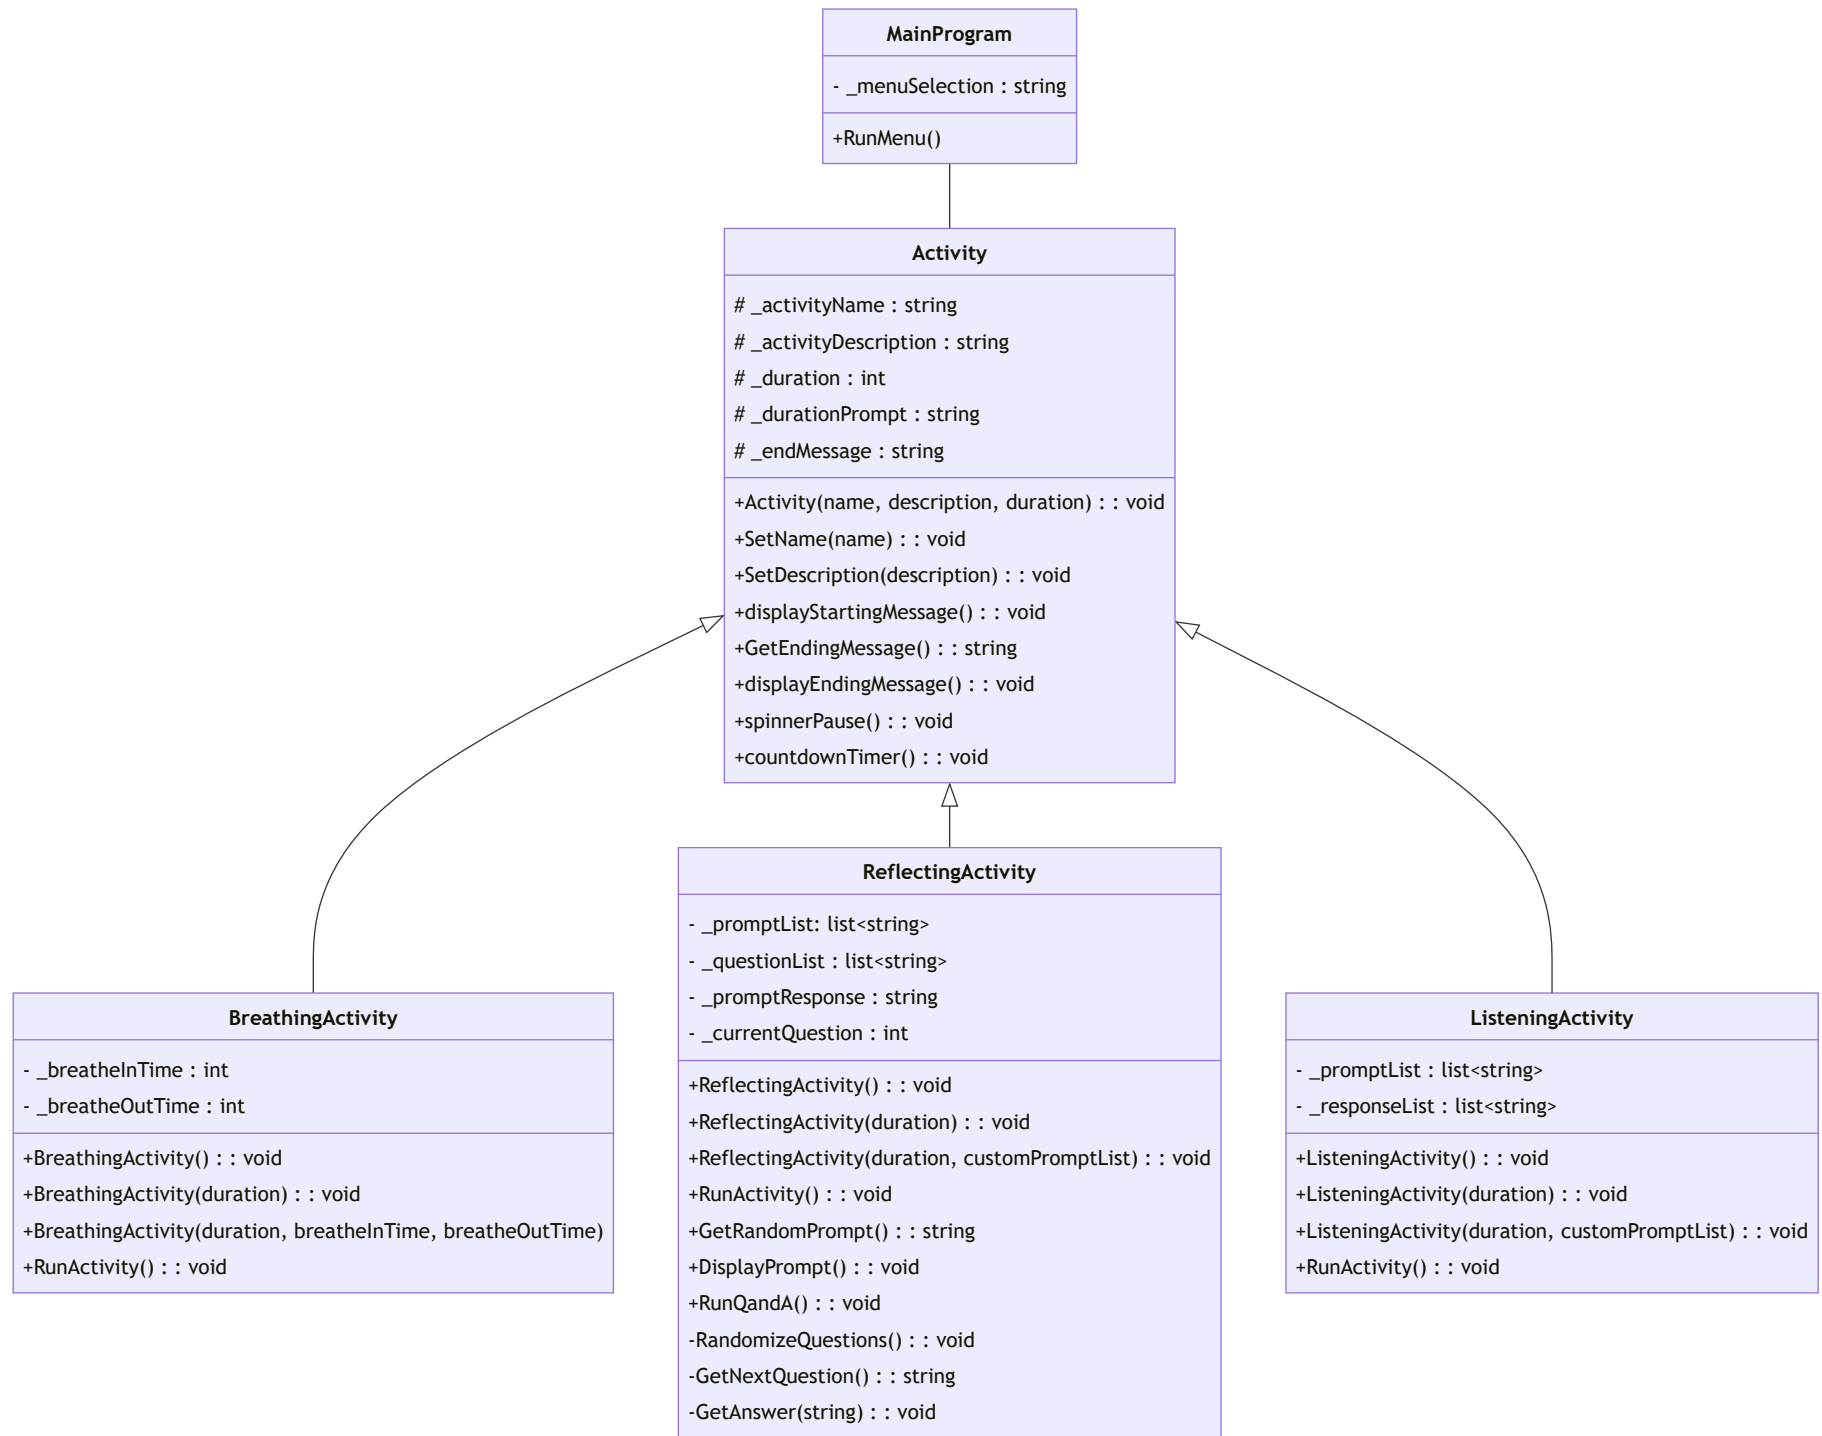 MainProgram
- _menuSelection : string
+RunMenu()
Activity
# _activityName : string
# _activityDescription : string
# _duration : int
# _durationPrompt : string
# _endMessage : string
+Activity(name, description, duration) : : void
+SetName(name) : : void
+SetDescription(description) : : void
+displayStartingMessage() : : void
+GetEndingMessage() : : string
+displayEndingMessage() : : void
+spinnerPause() : : void
+countdownTimer() : : void
BreathingActivity
- _breatheInTime : int
- _breatheOutTime : int
+BreathingActivity() : : void
+BreathingActivity(duration) : : void
+BreathingActivity(duration, breatheInTime, breatheOutTime)
+RunActivity() : : void
ReflectingActivity
- _promptList: list<string>
- _questionList : list<string>
- _promptResponse : string
- _currentQuestion : int
+ReflectingActivity() : : void
+ReflectingActivity(duration) : : void
+ReflectingActivity(duration, customPromptList) : : void
+RunActivity() : : void
+GetRandomPrompt() : : string
+DisplayPrompt() : : void
+RunQandA() : : void
-RandomizeQuestions() : : void
-GetNextQuestion() : : string
-GetAnswer(string) : : void
ListeningActivity
- _promptList : list<string>
- _responseList : list<string>
+ListeningActivity() : : void
+ListeningActivity(duration) : : void
+ListeningActivity(duration, customPromptList) : : void
+RunActivity() : : void